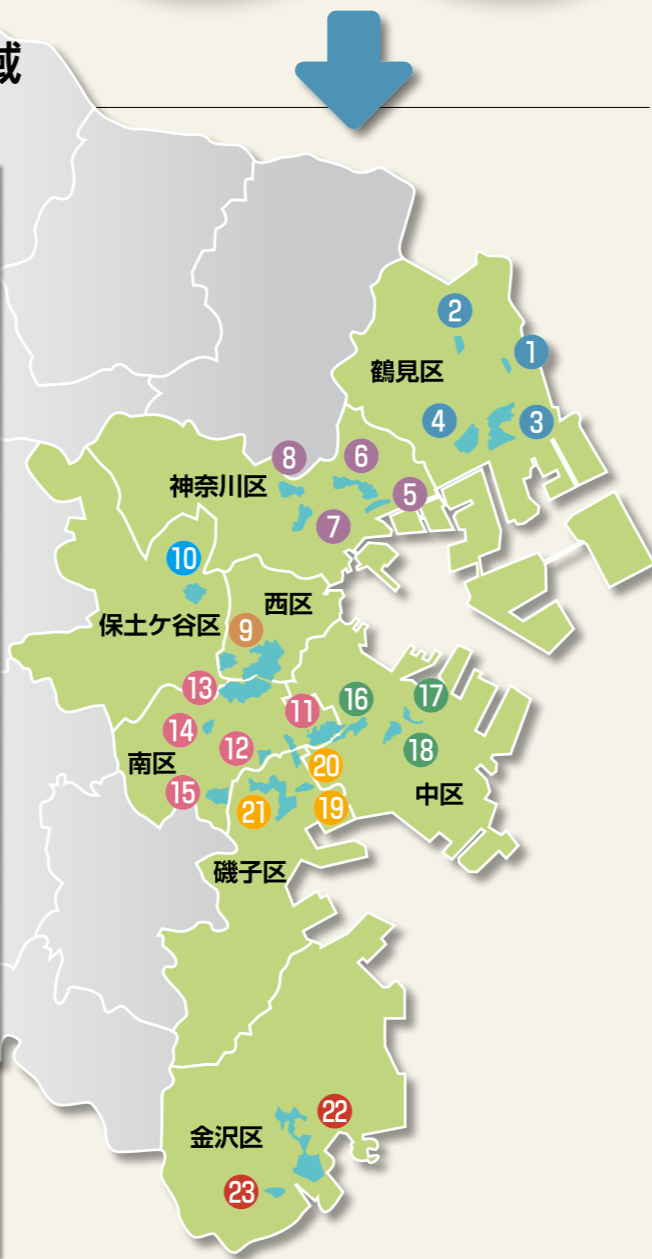 域
②
①
鶴見区
④
③
⑧
⑥
神奈川区
⑤
⑦
⑩
西区
保土ケ谷区
⑨
⑬
⑪
⑯
⑰
⑭
⑫
⑱
南区
⑳
中区
⑮
㉑
⑲
磯子区
㉒
金沢区
㉓